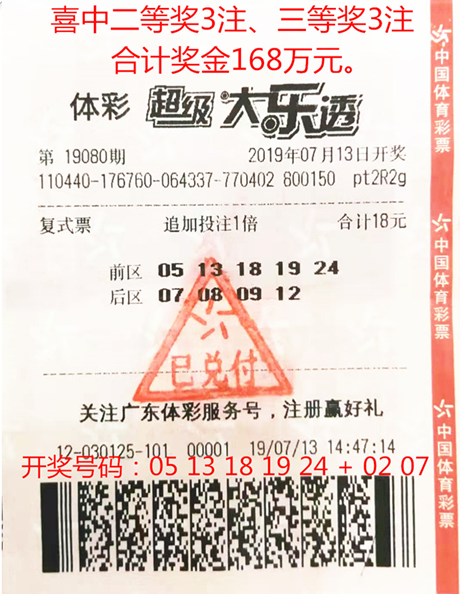 喜中二等奖3注、三等奖3注
合计奖金168万元。
体彩 超级大乐透
第 19080期 2019年07月13日开奖
110440-176760-064337-770402 800150 pt2R2g
复式票 追加投注1倍 合计18元
前区 05 13 18 19 24
后区 07 08 09 12
已兑付
关注广东体彩服务号，注册赢好礼
12-030125-101 00001 19/07/13 14:47:14
开奖号码：05 13 18 19 24 + 02 07
中国体育彩票
中国体育彩票
中国体育彩票